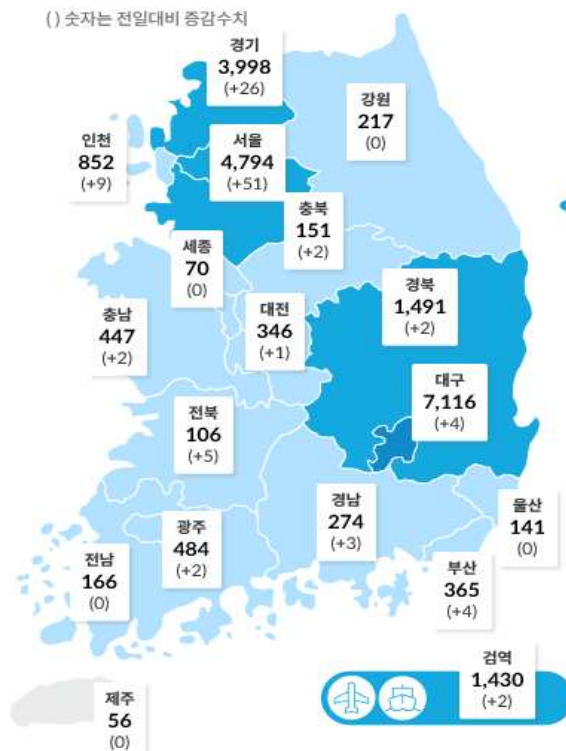 ( ) 숫자는 전일대비 증감수치
경기
3,998
(+26)
강원
217
(0)
인천
852
(+9)
서울
4,794
(+51)
충북
151
(+2)
세종
70
(0)
경북
1,491
(+2)
충남
447
(+2)
대전
346
(+1)
대구
7,116
(+4)
전북
106
(+5)
경남
274
(+3)
울산
141
(0)
광주
484
(+2)
전남
166
(0)
부산
365
(+4)
검역
1,430
(+2)
제주
56
(0)